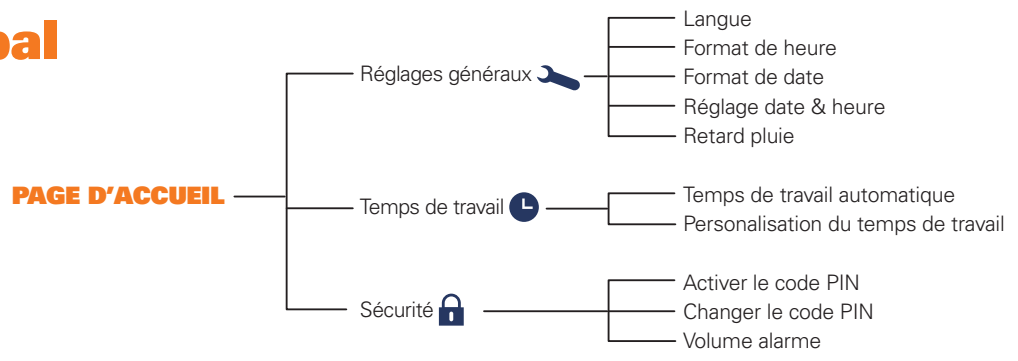 PAGE D'ACCUEIL
Réglages généraux
Langue
Format de heure
Format de date
Réglage date & heure
Retard pluie
Temps de travail
Temps de travail automatique
Personalisation du temps de travail
Sécurité
Activer le code PIN
Changer le code PIN
Volume alarme